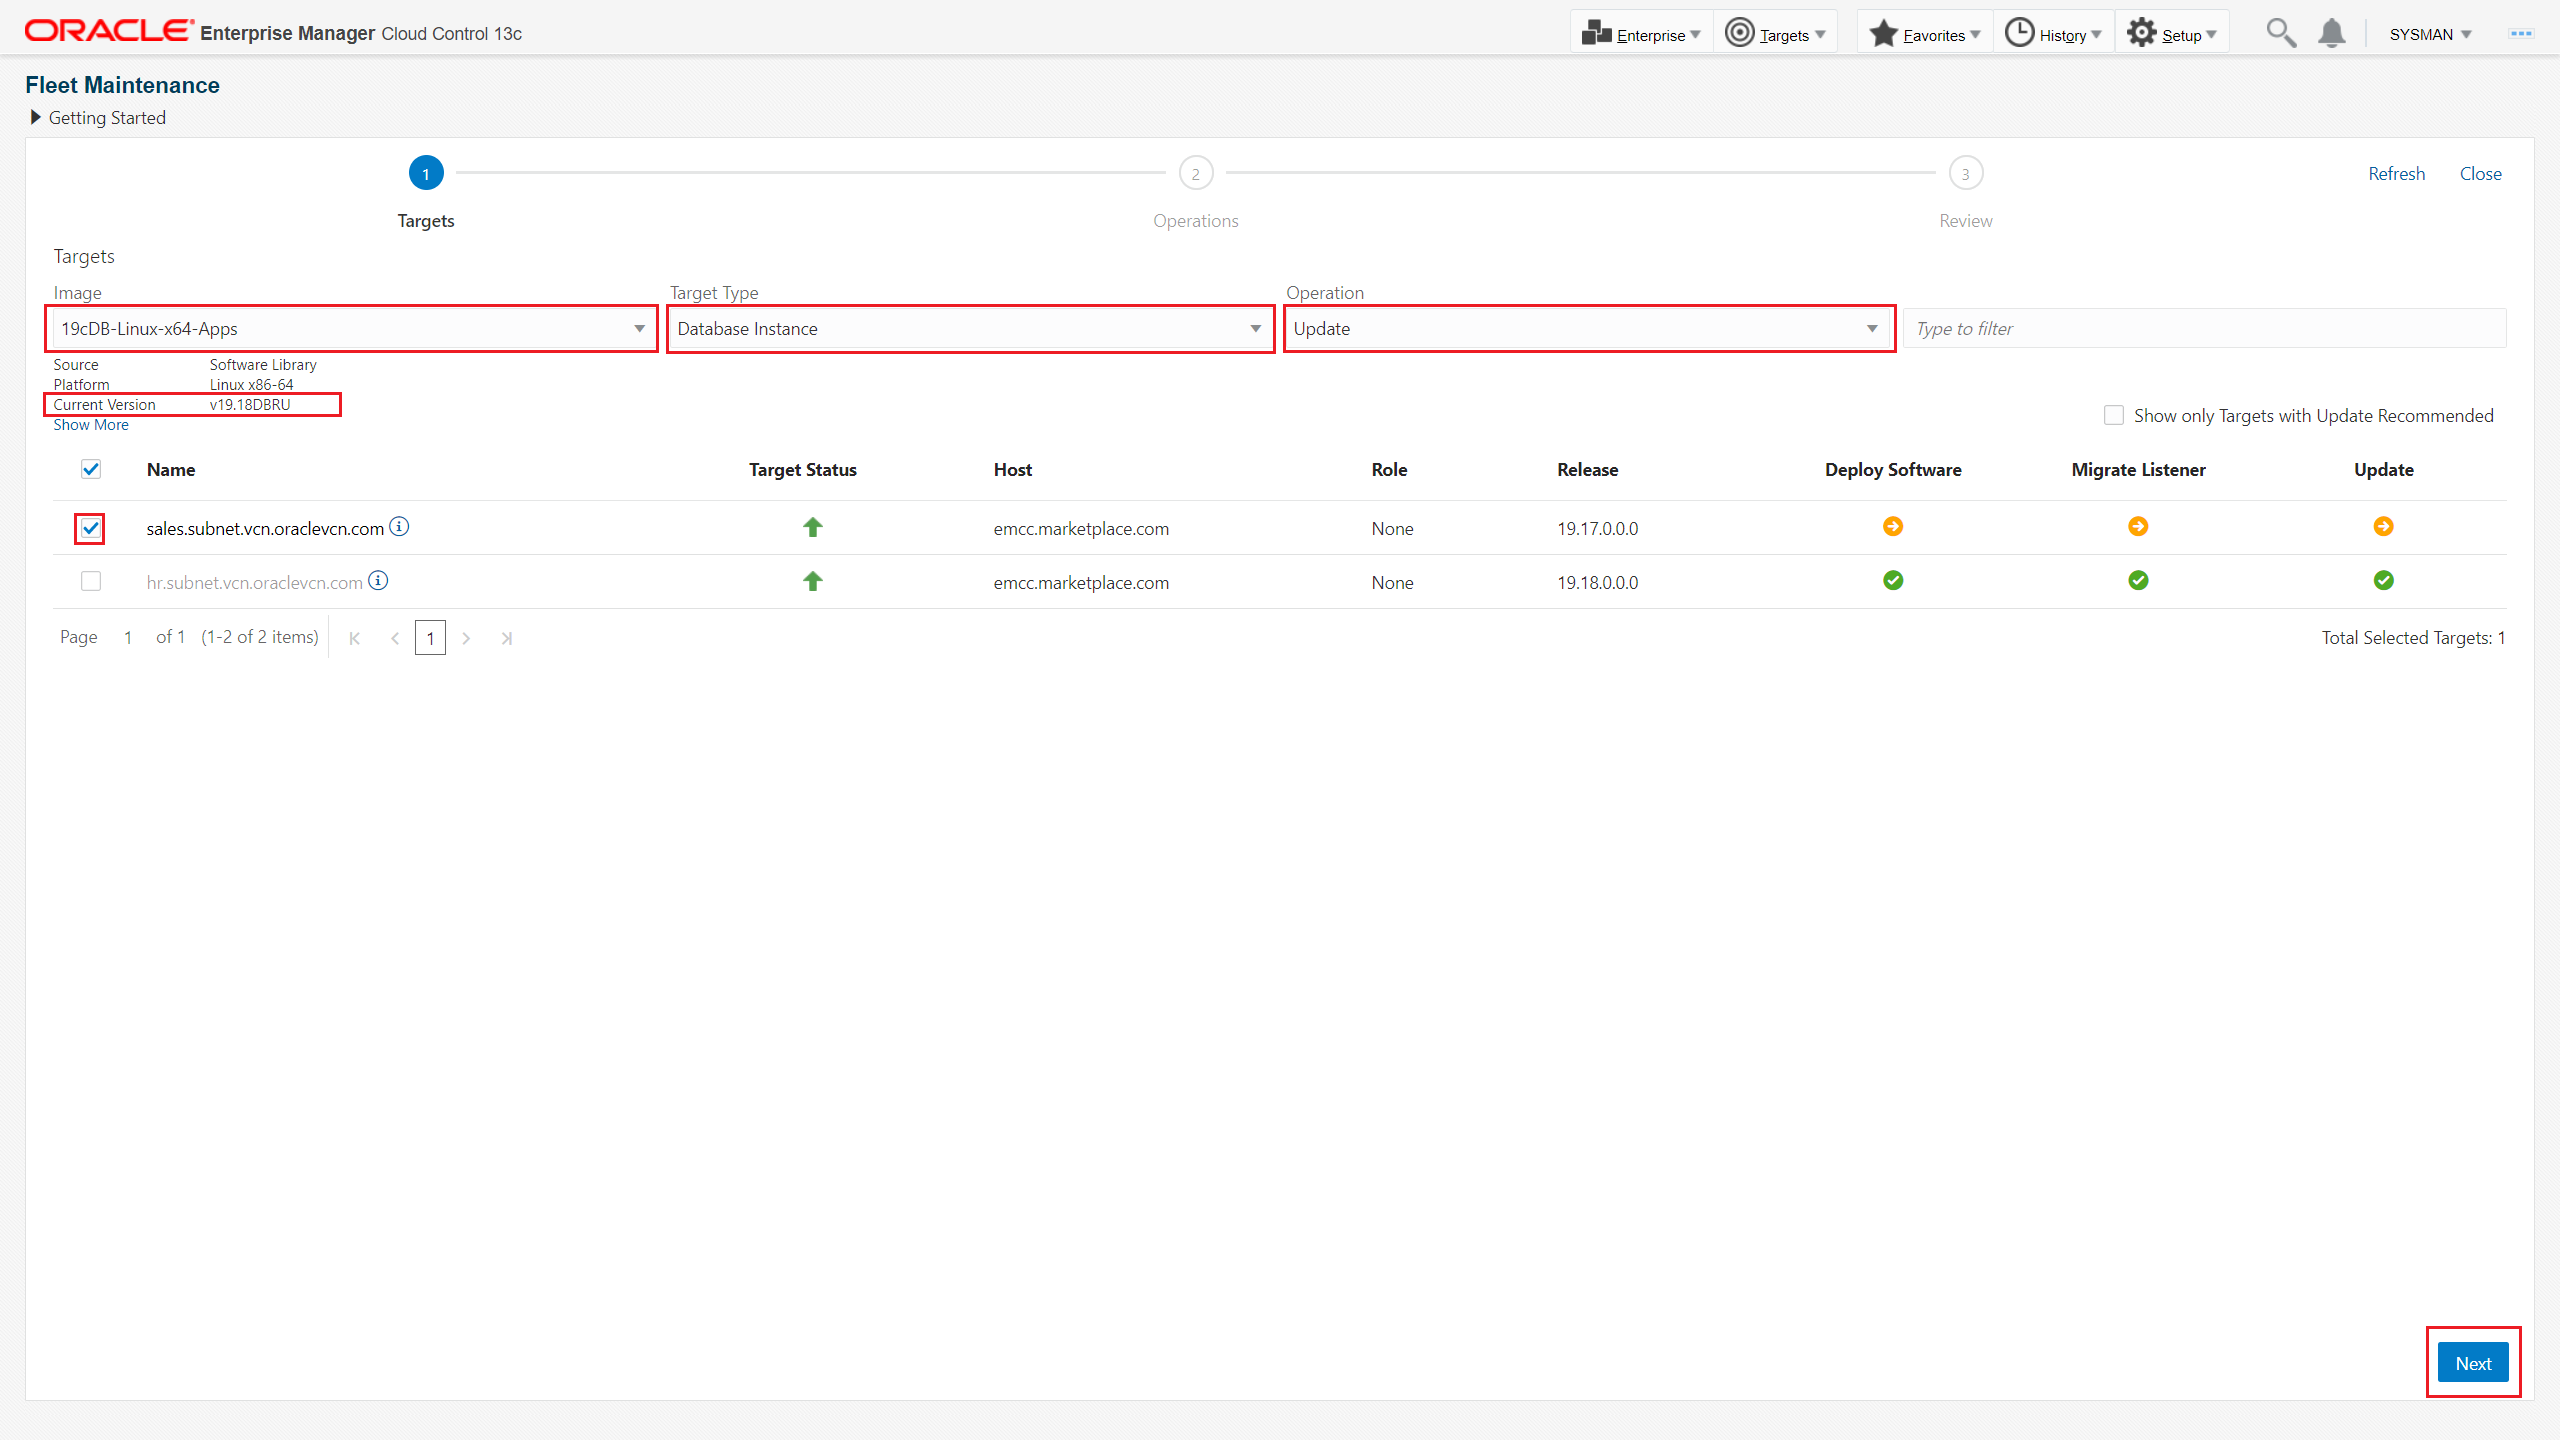 ORACLE® Enterprise Manager Cloud Control 13c
Enterprise Targets Favorites History Setup SYSMAN
Fleet Maintenance
Getting Started
1 2 3 Refresh Close
Targets Operations Review
Targets
Image Target Type Operation
19cDB-Linux-x64-Apps Database Instance Update Type to filter
Source Software Library
Platform Linux x86-64
Current Version v19.18DBRU
Show More
Show only Targets with Update Recommended
Name Target Status Host Role Release Deploy Software Migrate Listener Update
sales.subnet.vcn.oraclevcn.com emcc.marketplace.com None 19.17.0.0.0
hr.subnet.vcn.oraclevcn.com emcc.marketplace.com None 19.18.0.0.0
Page 1 of 1 (1-2 of 2 items) 1 Total Selected Targets: 1
Next